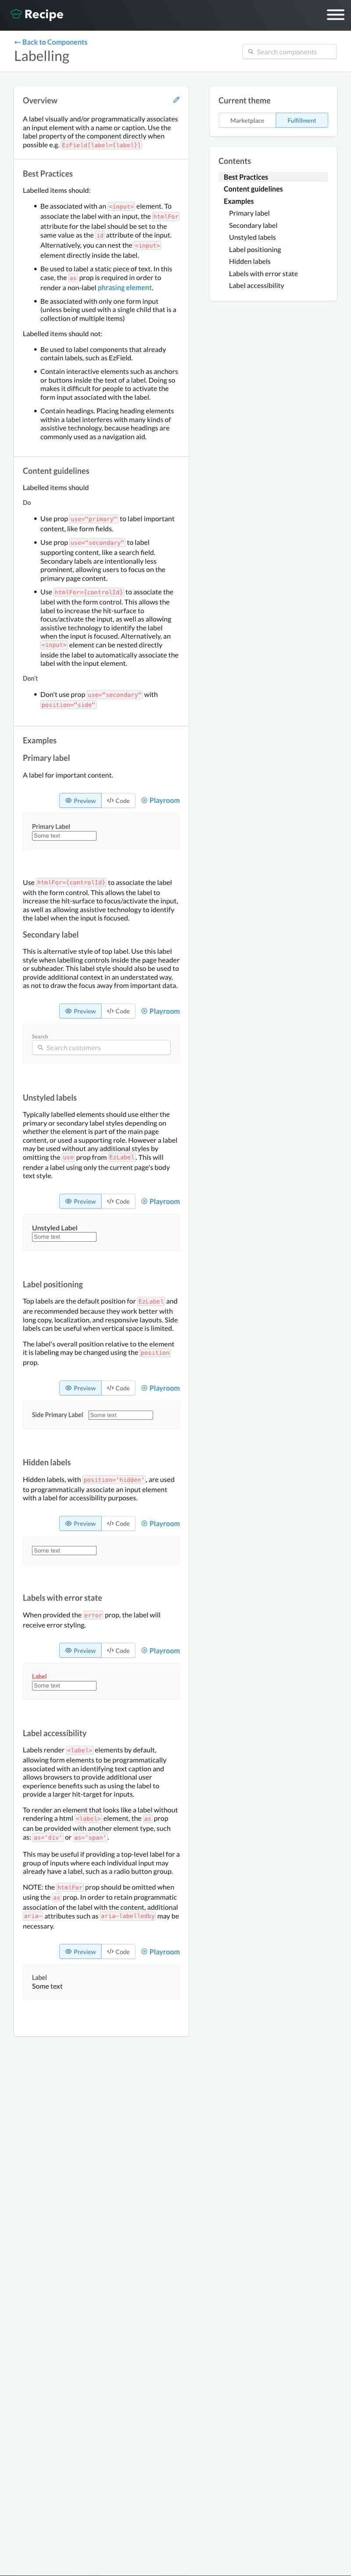 Recipe
← Back to Components
Labelling
Search components
Overview
A label visually and/or programmatically associates
an input element with a name or caption. Use the
label property of the component directly when
possible e.g. EzField[label={label}]
Best Practices
Labelled items should:
Be associated with an <input> element. To
associate the label with an input, the htmlFor
attribute for the label should be set to the
same value as the id attribute of the input.
Alternatively, you can nest the <input>
element directly inside the label.
Be used to label a static piece of text. In this
case, the as prop is required in order to
render a non-label phrasing element.
Be associated with only one form input
(unless being used with a single child that is a
collection of multiple items)
Labelled items should not:
Be used to label components that already
contain labels, such as EzField.
Contain interactive elements such as anchors
or buttons inside the text of a label. Doing so
makes it difficult for people to activate the
form input associated with the label.
Contain headings. Placing heading elements
within a label interferes with many kinds of
assistive technology, because headings are
commonly used as a navigation aid.
Content guidelines
Labelled items should
Do
Use prop use="primary" to label important
content, like form fields.
Use prop use="secondary" to label
supporting content, like a search field.
Secondary labels are intentionally less
prominent, allowing users to focus on the
primary page content.
Use htmlFor={controlId} to associate the
label with the form control. This allows the
label to increase the hit-surface to
focus/activate the input, as well as allowing
assistive technology to identify the label
when the input is focused. Alternatively, an
<input> element can be nested directly
inside the label to automatically associate the
label with the input element.
Don't
Don't use prop use="secondary" with
position="side"
Examples
Primary label
A label for important content.
Preview Code Playroom
Primary Label
Some text
Use htmlFor={controlId} to associate the label
with the form control. This allows the label to
increase the hit-surface to focus/activate the input,
as well as allowing assistive technology to identify
the label when the input is focused.
Secondary label
This is alternative style of top label. Use this label
style when labelling controls inside the page header
or subheader. This label style should also be used to
provide additional context in an understated way,
as not to draw the focus away from important data.
Preview Code Playroom
Search
Search customers
Unstyled labels
Typically labelled elements should use either the
primary or secondary label styles depending on
whether the element is part of the main page
content, or used a supporting role. However a label
may be used without any additional styles by
omitting the use prop from EzLabel. This will
render a label using only the current page's body
text style.
Preview Code Playroom
Unstyled Label
Some text
Label positioning
Top labels are the default position for EzLabel and
are recommended because they work better with
long copy, localization, and responsive layouts. Side
labels can be useful when vertical space is limited.
The label's overall position relative to the element
it is labeling may be changed using the position
prop.
Preview Code Playroom
Side Primary Label Some text
Hidden labels
Hidden labels, with position='hidden', are used
to programmatically associate an input element
with a label for accessibility purposes.
Preview Code Playroom
Some text
Labels with error state
When provided the error prop, the label will
receive error styling.
Preview Code Playroom
Label
Some text
Label accessibility
Labels render <label> elements by default,
allowing form elements to be programmatically
associated with an identifying text caption and
allows browsers to provide additional user
experience benefits such as using the label to
provide a larger hit-target for inputs.
To render an element that looks like a label without
rendering a html <label> element, the as prop
can be provided with another element type, such
as: as='div' or as='span'.
This may be useful if providing a top-level label for a
group of inputs where each individual input may
already have a label, such as a radio button group.
NOTE: the htmlFor prop should be omitted when
using the as prop. In order to retain programmatic
association of the label with the content, additional
aria- attributes such as aria-labelledby may be
necessary.
Preview Code Playroom
Label
Some text
Current theme
Marketplace Fulfillment
Contents
Best Practices
Content guidelines
Examples
Primary label
Secondary label
Unstyled labels
Label positioning
Hidden labels
Labels with error state
Label accessibility